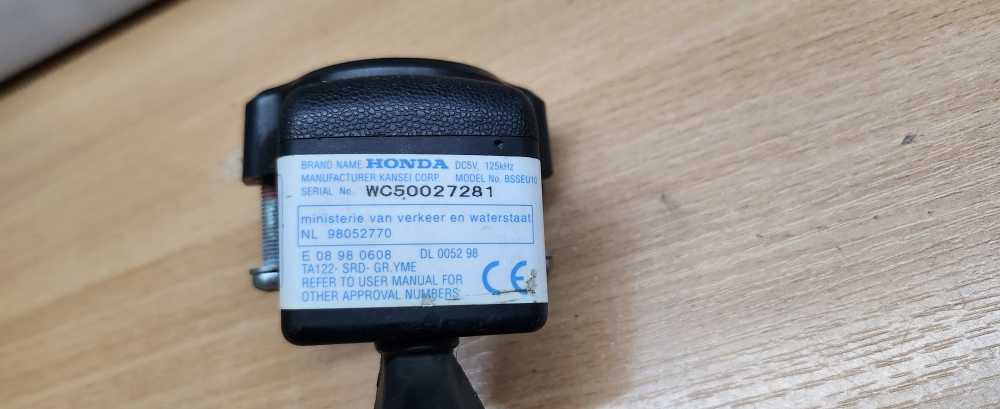 BRAND NAME HONDA DC5V, 125kHz
MANUFACTURER KANSEI CORP. MODEL No. BSSEU10
SERIAL No. WC50027281
ministerie van verkeer en waterstaat
NL 98052770
E 08 98 0608 DL 0052 98
TA122- SRD- GR.YME
REFER TO USER MANUAL FOR
OTHER APPROVAL NUMBERS
CE